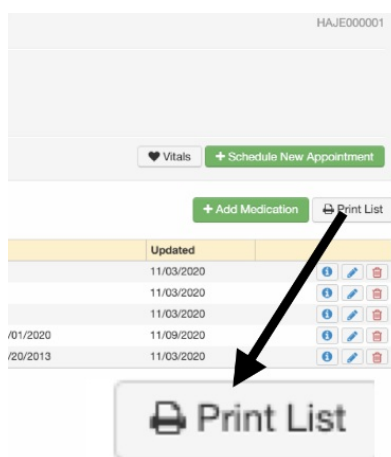 HAJE000001
Vitals + Schedule New Appointment
+ Add Medication Print List
Updated
11/03/2020
11/03/2020
11/03/2020
/01/2020 11/09/2020
/20/2013 11/03/2020
Print List